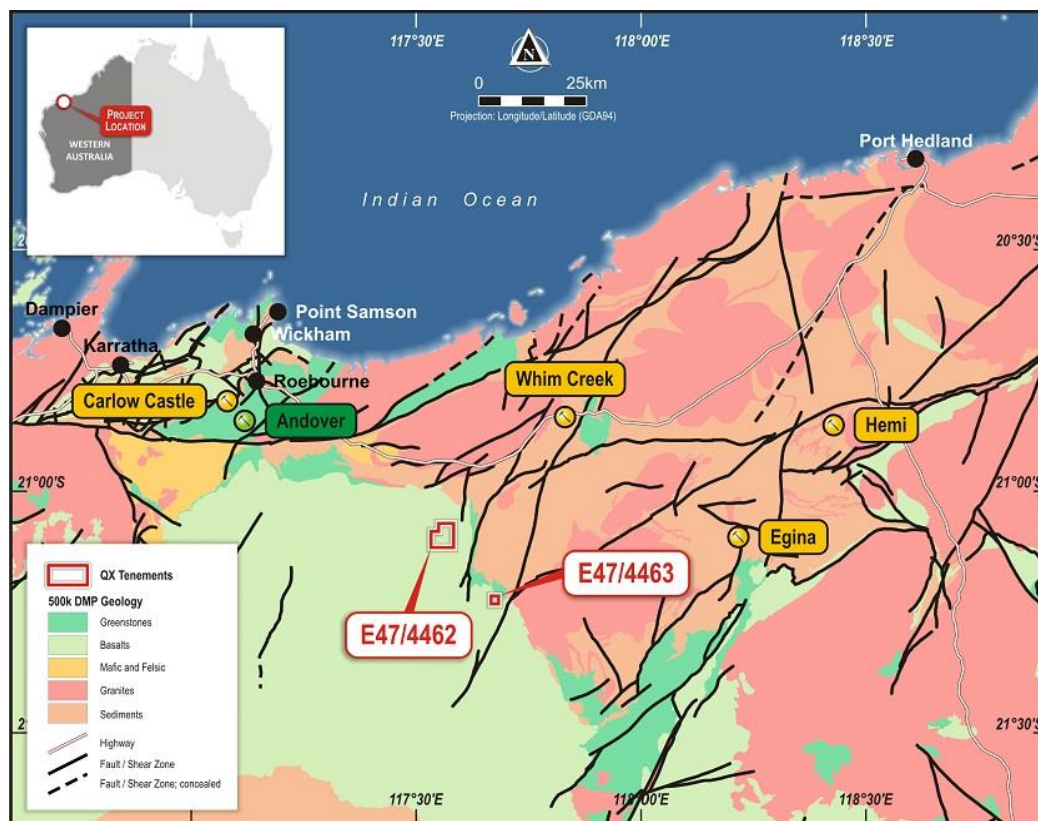 117°30'E
118°00'E
118°30'E
N
0
25km
Projection: Longitude/Latitude (GDA94)
PROJECT
LOCATION
WESTERN
AUSTRALIA
Port Hedland
Indian Ocean
20°30'S
Dampier
Point Samson
Wickham
Karratha
Roebourne
Whim Creek
Carlow Castle
Andover
Hemi
21°00'S
21°00'S
Egina
E47/4463
E47/4462
QX Tenements
500k DMP Geology
Greenstones
Basalts
Mafic and Felsic
Granites
Sediments
Highway
Fault / Shear Zone
Fault / Shear Zone; concealed
21°30'S
117°30'E
118°00'E
118°30'E